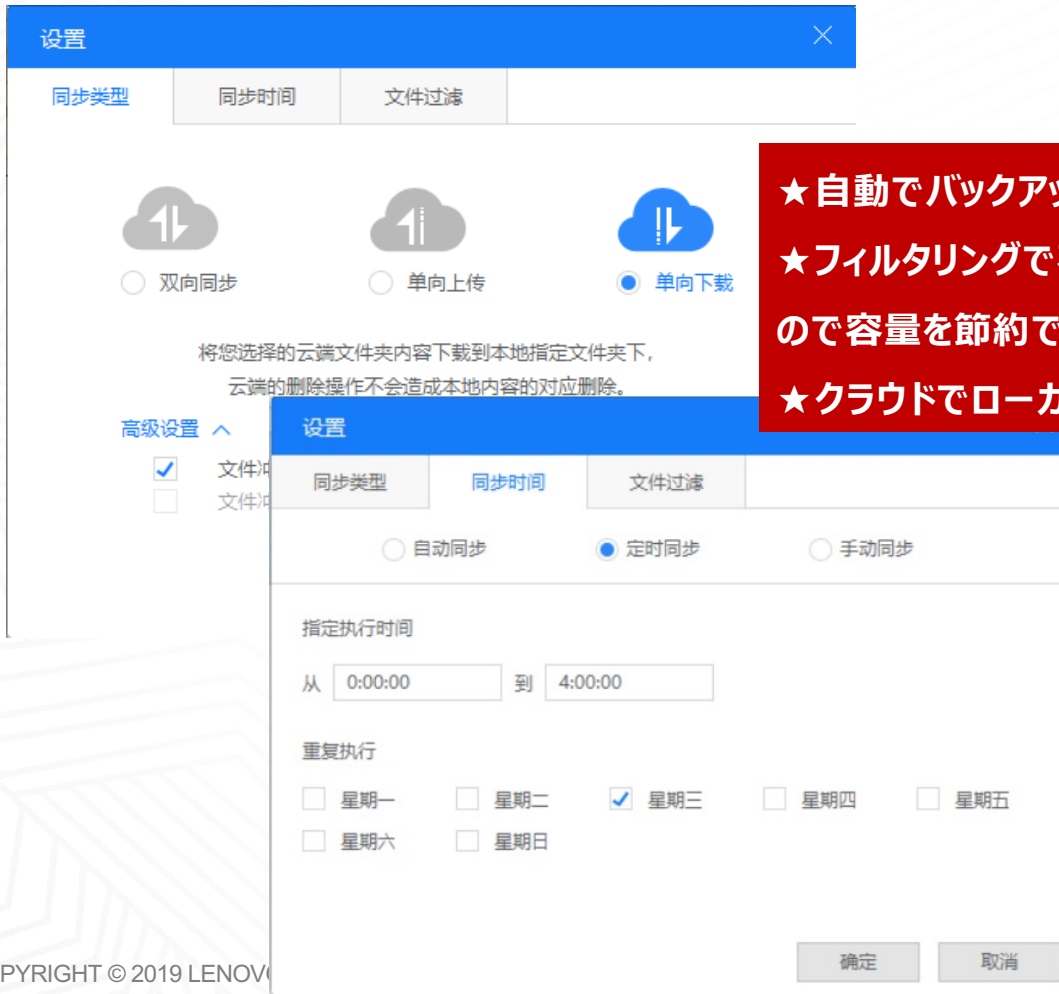 设置
同步类型 同步时间 文件过滤
双向同步 单向上传 单向下载
将您选择的云端文件夹内容下载到本地指定文件夹下,
云端的删除操作不会造成本地内容的对应删除。
高级设置
文件冲
文件冲
★自動でバックアッ
★フィルタリングで
ので容量を節約で
★クラウドでローカ
设置
同步类型 同步时间 文件过滤
自动同步 定时同步 手动同步
指定执行时间
从 0:00:00 到 4:00:00
重复执行
星期一 星期二 星期三 星期四 星期五
星期六 星期日
确定 取消
PYRIGHT © 2019 LENOV